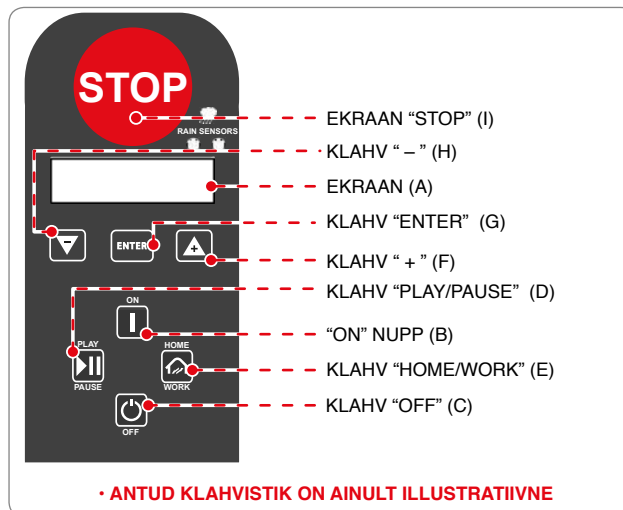 STOP
RAIN SENSORS
EKRAAN “STOP” (I)
KLAHV “ – ” (H)
EKRAAN (A)
KLAHV “ENTER” (G)
KLAHV “ + ” (F)
KLAHV “PLAY/PAUSE” (D)
“ON” NUPP (B)
KLAHV “HOME/WORK” (E)
KLAHV “OFF” (C)
-
ENTER
+
ON
PLAY
PAUSE
HOME
WORK
OFF
• ANTUD KLAHVISTIK ON AINULT ILLUSTRATIIVNE